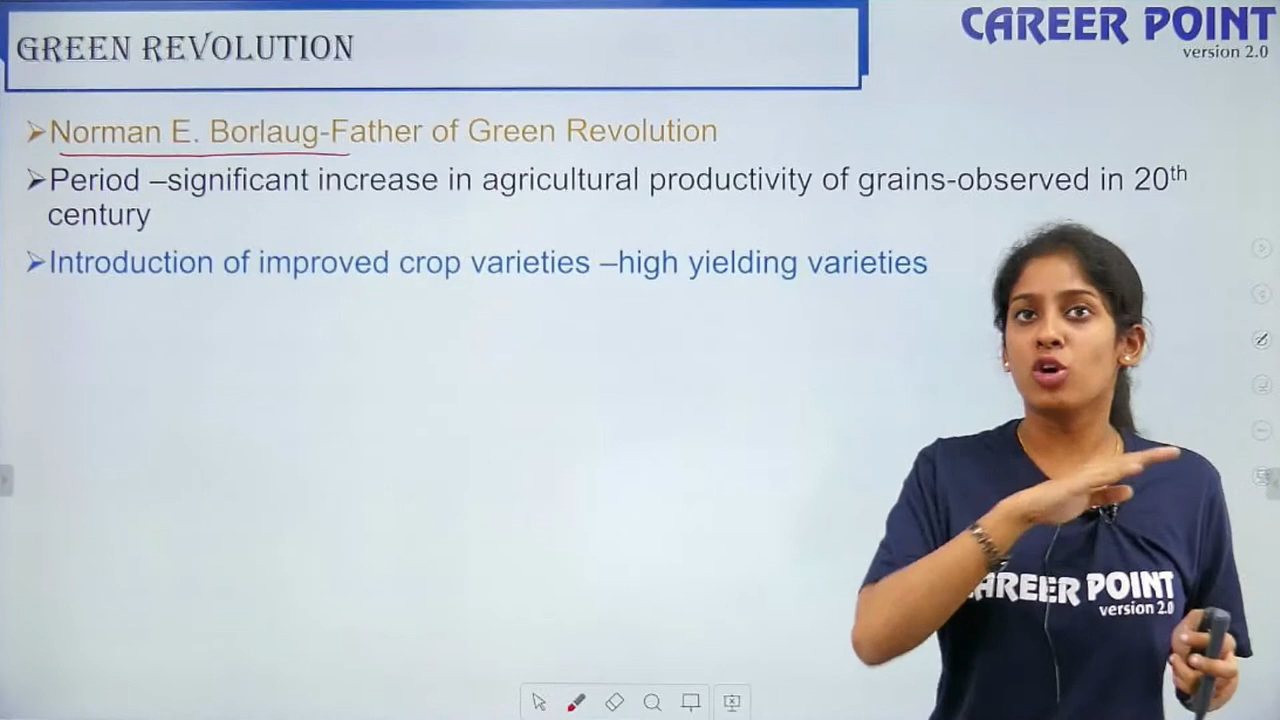 GREEN REVOLUTION
CAREER POINT
version 2.0
➢Norman E. Borlaug-Father of Green Revolution
➢Period –significant increase in agricultural productivity of grains-observed in 20th
century
➢Introduction of improved crop varieties –high yielding varieties
CAREER POINT
version 2.0